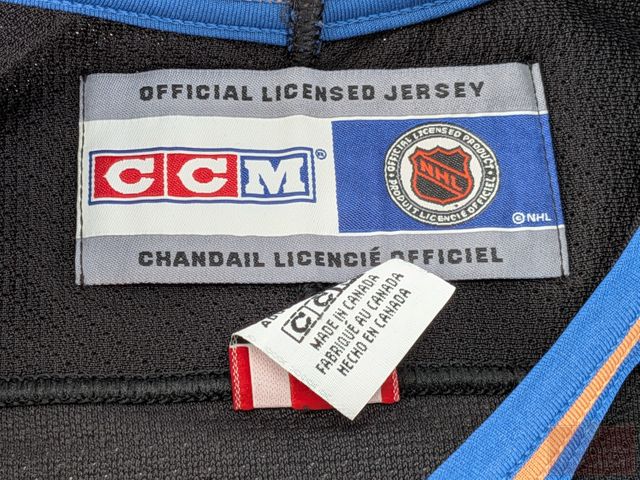 OFFICIAL LICENSED JERSEY
CCM®
OFFICIAL LICENSED PRODUCT
NHL
PRODUIT LICENCIÉ OFFICIEL
©NHL
CHANDAIL LICENCIÉ OFFICIEL
CC
MADE IN CANADA
FABRIQUÉ AU CANADA
HECHO EN CANADA